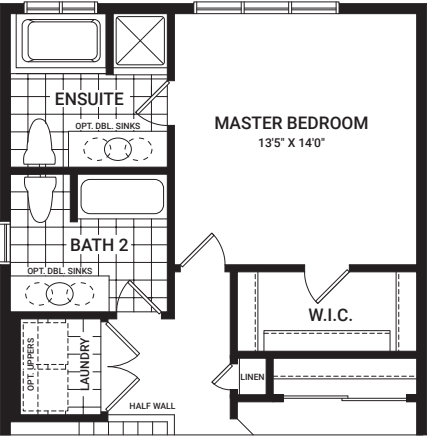 ENSUITE
OPT. DBL. SINKS
MASTER BEDROOM
13'5" X 14'0"
BATH 2
OPT. DBL. SINKS
W.I.C.
OPT. UPPERS
LAUNDRY
LINEN
HALF WALL